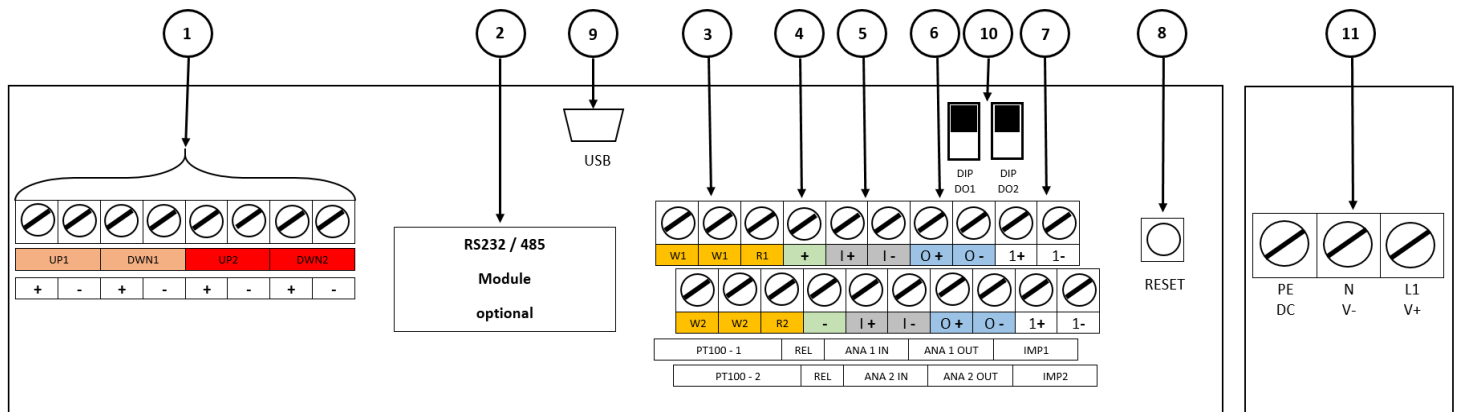 1 2 9 3 4 5 6 10 7 8 11
USB
DIP DIP
DO1 DO2
RS232 / 485
Module
optional
UP1 DWN1 UP2 DWN2
+ - + - + - + -
W1 W1 R1 + I+ I - O + O - 1+ 1-
W2 W2 R2 - I + I - O + O - 1+ 1-
PT100 - 1 REL ANA 1 IN ANA 1 OUT IMP1
PT100 - 2 REL ANA 2 IN ANA 2 OUT IMP2
RESET
PE N L1
DC V- V+